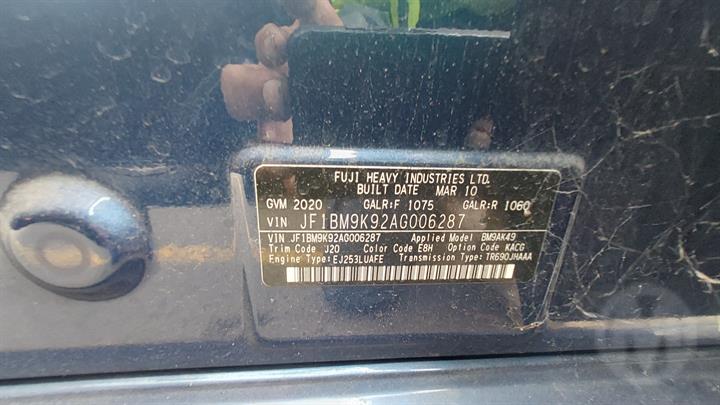 FUJI HEAVY INDUSTRIES LTD.
BUILT DATE MAR 10
GVM 2020 GALR:F 1075 GALR:R 1060
VIN JF1BM9K92AG006287
VIN JF1BM9K92AG006287 Applied Model BM9AK49
Trim Code J20 Color Code E8H Option Code KACG
Engine Type:EJ253LUAFE Transmission Type:TR690JHAAA